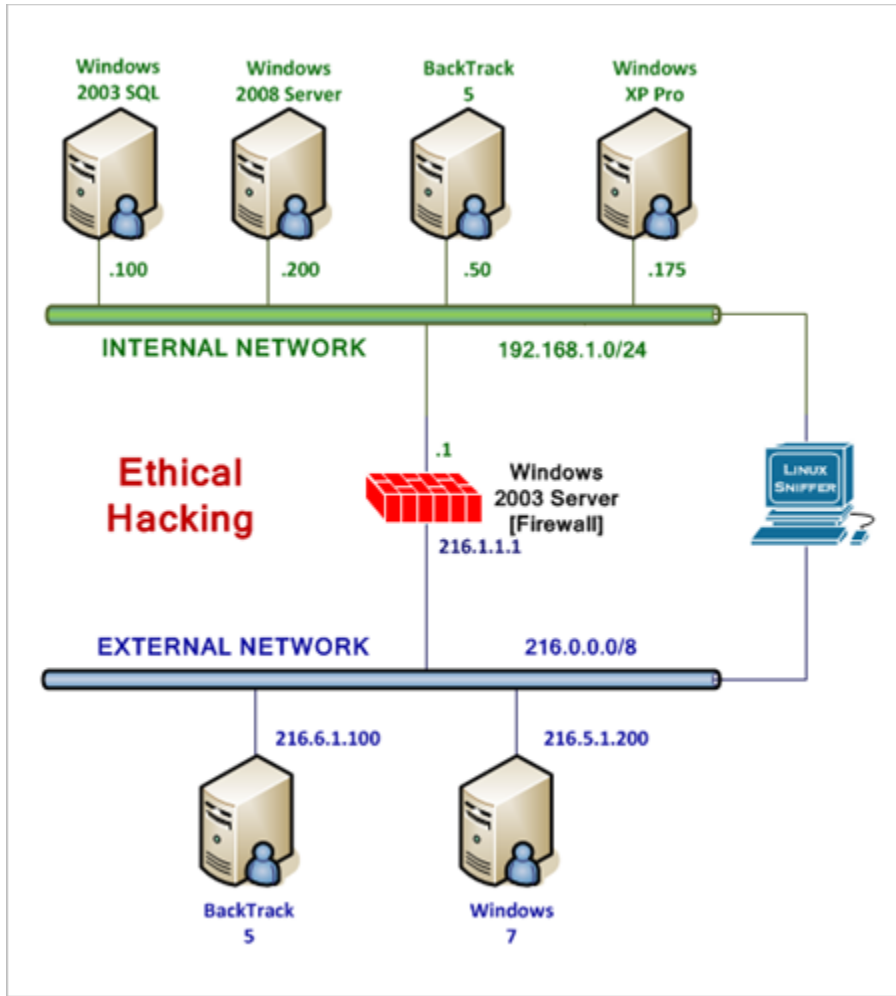 Windows
2003 SQL
Windows
2008 Server
BackTrack
5
Windows
XP Pro
.100
.200
.50
.175
INTERNAL NETWORK
192.168.1.0/24
Ethical
Hacking
.1
Windows
2003 Server
[Firewall]
216.1.1.1
LINUX
SNIFFER
EXTERNAL NETWORK
216.0.0.0/8
216.6.1.100
216.5.1.200
BackTrack
5
Windows
7